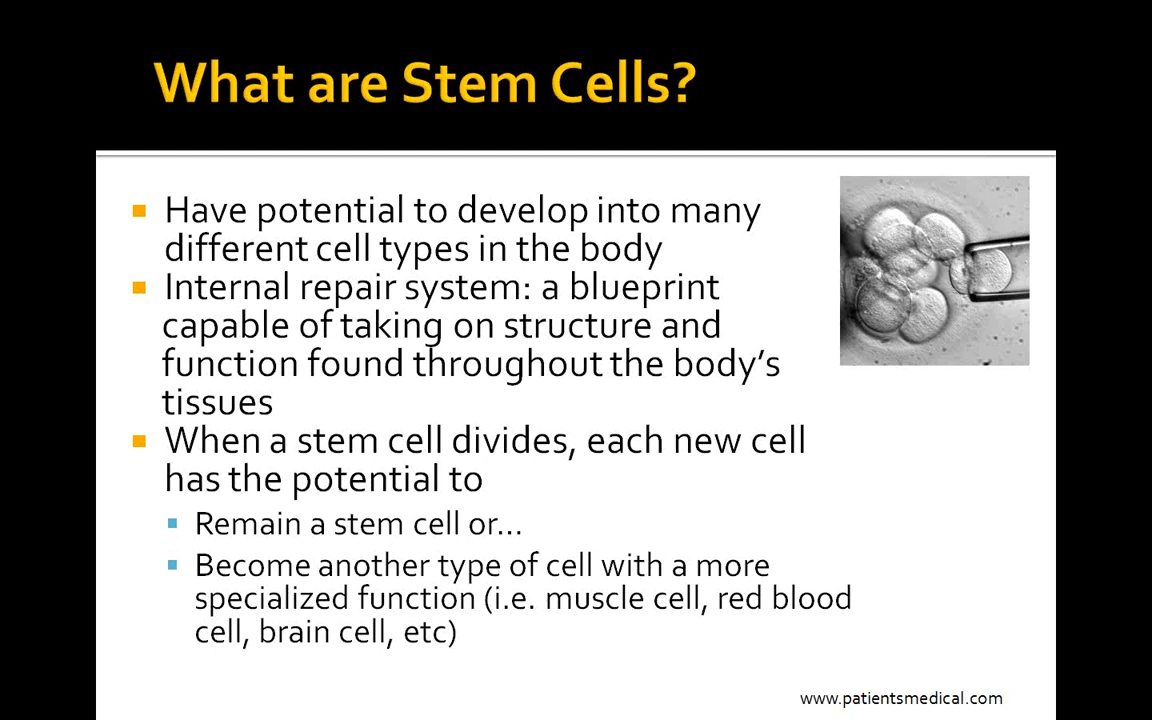 What are Stem Cells?
Have potential to develop into many
different cell types in the body
Internal repair system: a blueprint
capable of taking on structure and
function found throughout the body’s
tissues
When a stem cell divides, each new cell
has the potential to
Remain a stem cell or…
Become another type of cell with a more
specialized function (i.e. muscle cell, red blood
cell, brain cell, etc)
www.patientsmedical.com